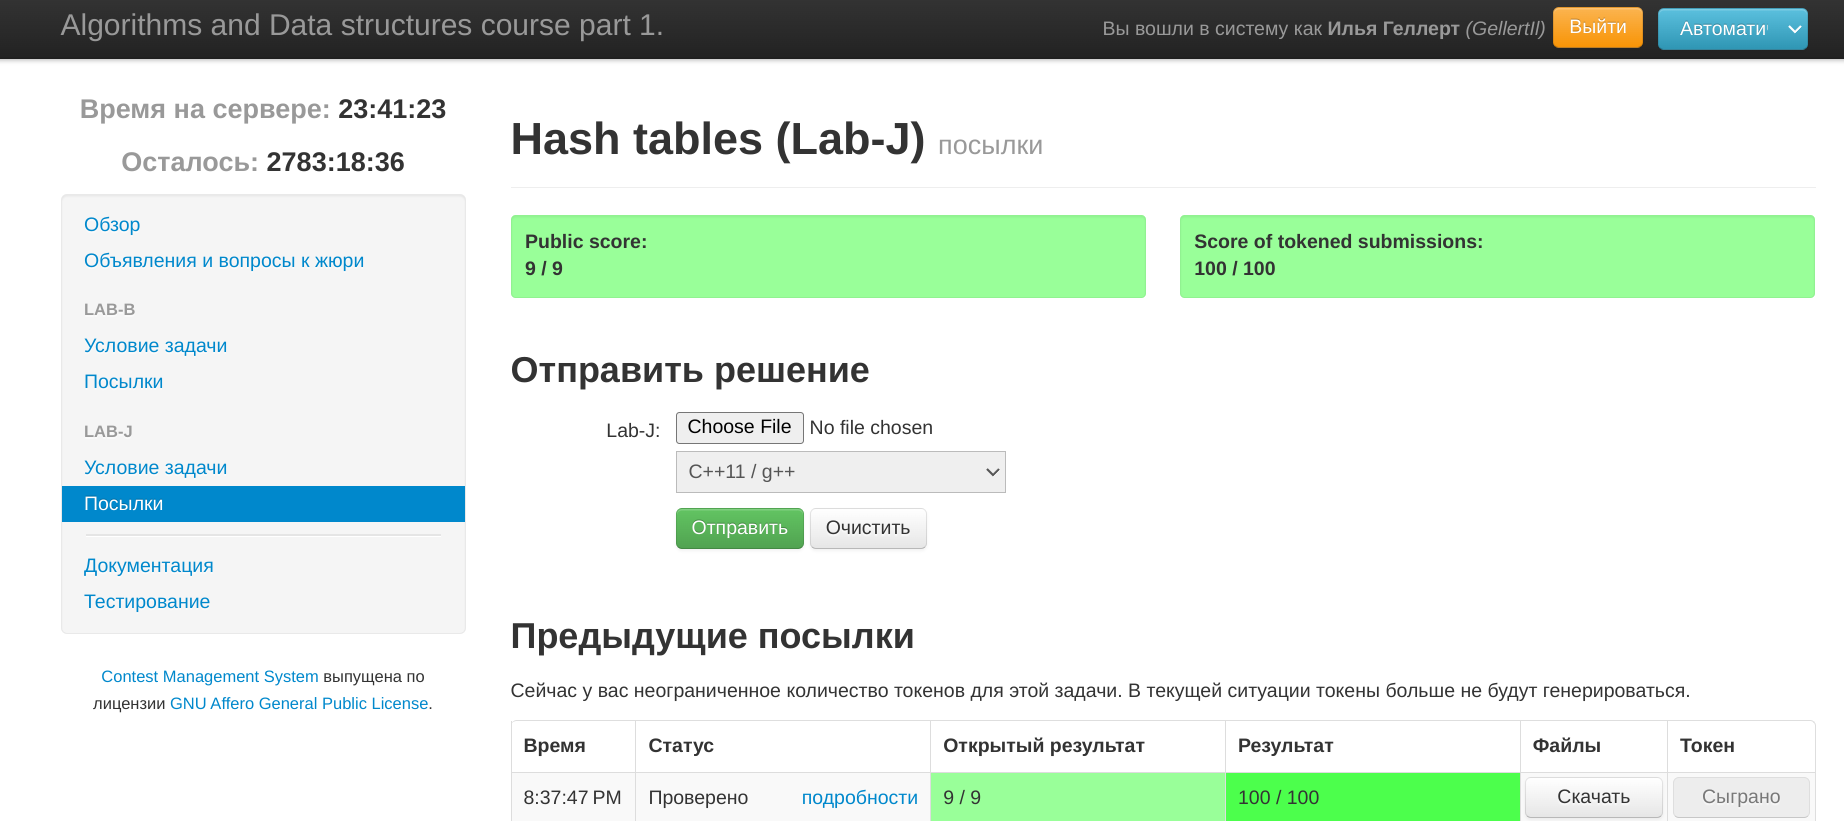 Algorithms and Data structures course part 1.
Вы вошли в систему как Илья Геллерт (GellertIl) Выйти
Время на сервере: 23:41:23
Осталось: 2783:18:36
Обзор
Объявления и вопросы к жюри
LAB-B
Условие задачи
Посылки
LAB-J
Условие задачи
Посылки
Документация
Тестирование
Contest Management System выпущена по
лицензии GNU Affero General Public License.
Hash tables (Lab-J) посылки
Public score:
9 / 9
Score of tokened submissions:
100 / 100
Отправить решение
Lab-J: Choose File No file chosen
C++11 / g++
Отправить Очистить
Предыдущие посылки
Сейчас у вас неограниченное количество токенов для этой задачи. В текущей ситуации токены больше не будут генерироваться.
Время Статус Открытый результат Результат Файлы Токен
8:37:47 PM Проверено подробности 9 / 9 100 / 100 Скачать Сыграно